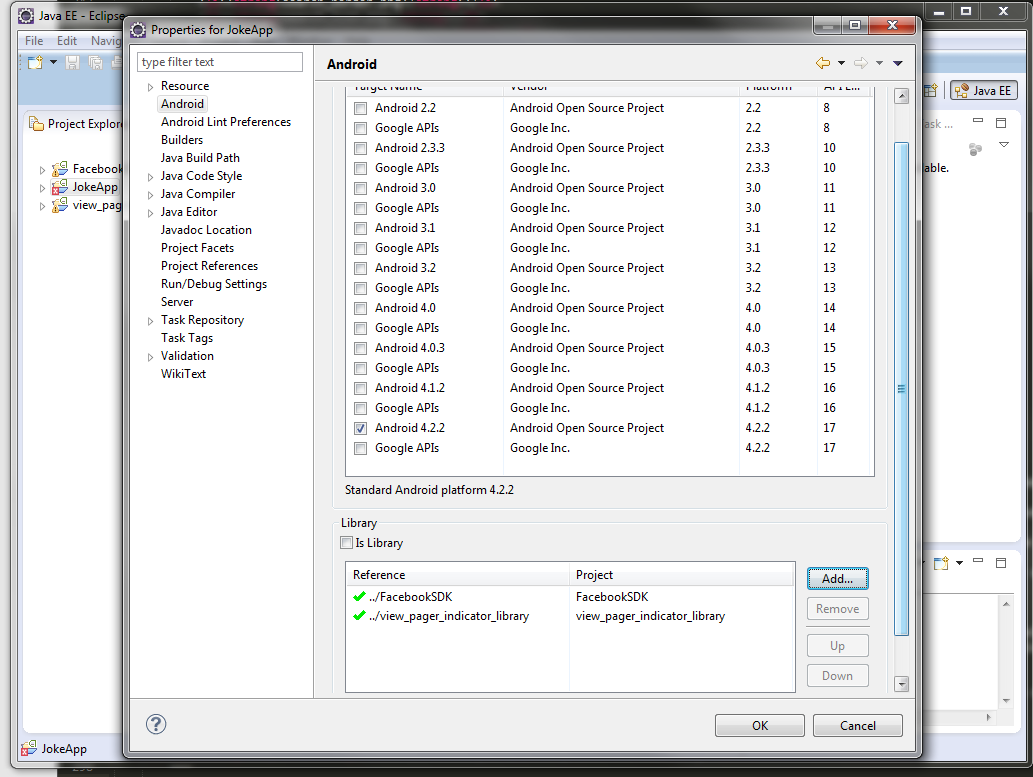 Java EE - Eclipse
Properties for JokeApp
File Edit Navig
type filter text
Android
Java EE
Project Explore
ask ...
Facebook
JokeApp
view_pag
able.
Resource
Android
Android Lint Preferences
Builders
Java Build Path
Java Code Style
Java Compiler
Java Editor
Javadoc Location
Project Facets
Project References
Run/Debug Settings
Server
Task Repository
Task Tags
Validation
WikiText
Target Name Vendor Platform API L...
Android 2.2 Android Open Source Project 2.2 8
Google APIs Google Inc. 2.2 8
Android 2.3.3 Android Open Source Project 2.3.3 10
Google APIs Google Inc. 2.3.3 10
Android 3.0 Android Open Source Project 3.0 11
Google APIs Google Inc. 3.0 11
Android 3.1 Android Open Source Project 3.1 12
Google APIs Google Inc. 3.1 12
Android 3.2 Android Open Source Project 3.2 13
Google APIs Google Inc. 3.2 13
Android 4.0 Android Open Source Project 4.0 14
Google APIs Google Inc. 4.0 14
Android 4.0.3 Android Open Source Project 4.0.3 15
Google APIs Google Inc. 4.0.3 15
Android 4.1.2 Android Open Source Project 4.1.2 16
Google APIs Google Inc. 4.1.2 16
Android 4.2.2 Android Open Source Project 4.2.2 17
Google APIs Google Inc. 4.2.2 17
Standard Android platform 4.2.2
Library
Is Library
Reference Project
../FacebookSDK FacebookSDK
../view_pager_indicator_library view_pager_indicator_library
Add...
Remove
Up
Down
?
OK Cancel
JokeApp